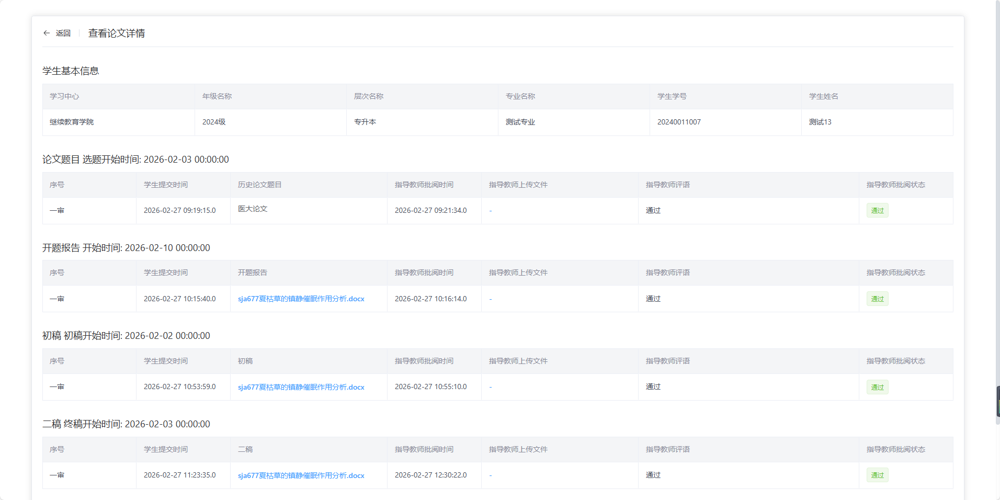 返回 查看论文详情
学生基本信息
学习中心 年级名称 层次名称 专业名称 学生学号 学生姓名
继续教育学院 2024级 专升本 测试专业 20240011007 测试13
论文题目 选题开始时间: 2026-02-03 00:00:00
序号 学生提交时间 历史论文题目 指导教师批阅时间 指导教师上传文件 指导教师评语 指导教师批阅状态
一审 2026-02-27 09:19:15.0 医大论文 2026-02-27 09:21:34.0 - 通过 通过
开题报告 开始时间: 2026-02-10 00:00:00
序号 学生提交时间 开题报告 指导教师批阅时间 指导教师上传文件 指导教师评语 指导教师批阅状态
一审 2026-02-27 10:15:40.0 sja677夏枯草的镇静催眠作用分析.docx 2026-02-27 10:16:14.0 - 通过 通过
初稿 初稿开始时间: 2026-02-02 00:00:00
序号 学生提交时间 初稿 指导教师批阅时间 指导教师上传文件 指导教师评语 指导教师批阅状态
一审 2026-02-27 10:53:59.0 sja677夏枯草的镇静催眠作用分析.docx 2026-02-27 10:55:10.0 - 通过 通过
二稿 终稿开始时间: 2026-02-03 00:00:00
序号 学生提交时间 二稿 指导教师批阅时间 指导教师上传文件 指导教师评语 指导教师批阅状态
一审 2026-02-27 11:23:35.0 sja677夏枯草的镇静催眠作用分析.docx 2026-02-27 12:30:22.0 - 通过 通过